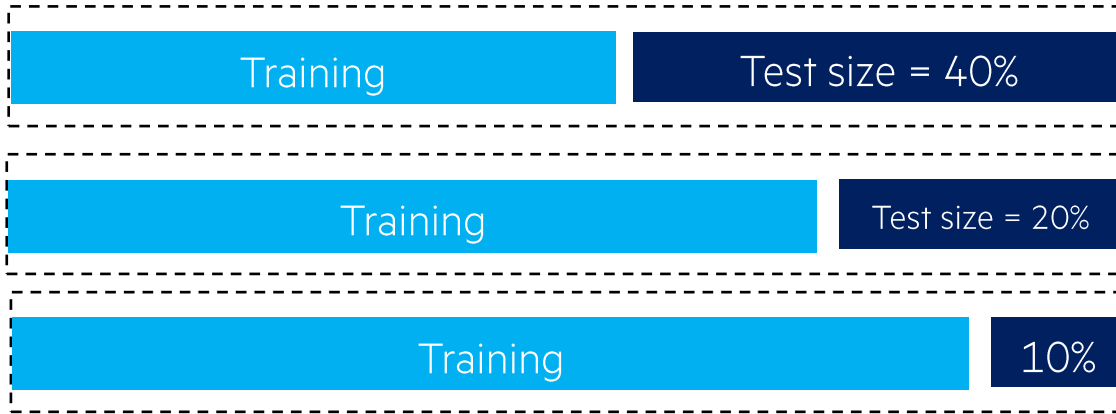 Training
Test size = 40%
Training
Test size = 20%
Training
10%